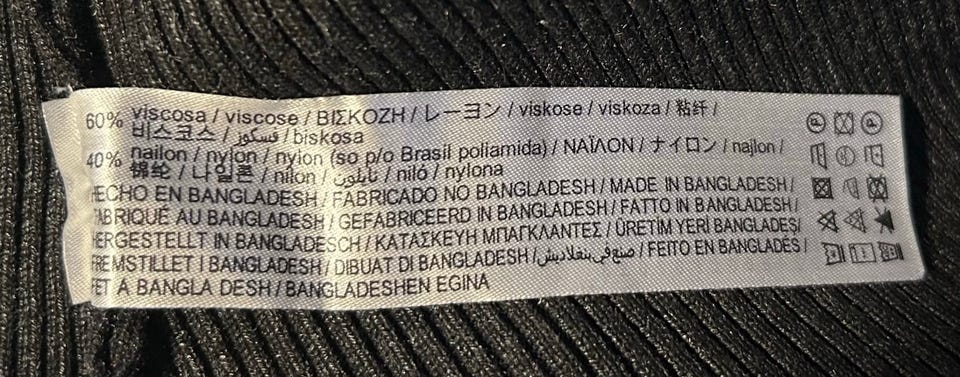 60% viscosa / viscose / ΒΙΣΚΟΖΗ / レーヨン / viskose / viskoza / 粘纤 /
비스코스 / فسكوز / biskosa
40% nailon / nylon / nylon (so p/o Brasil poliamida) / ΝΑΪΛΟΝ / ナイロン / najlon /
锦纶 / 나일론 / nilon / نايلون / niló / nylona
HECHO EN BANGLADESH / FABRICADO NO BANGLADESH / MADE IN BANGLADESH /
FABRIQUÉ AU BANGLADESH / GEFABRICEERD IN BANGLADESH / FATTO IN BANGLADESH /
HERGESTELLT IN BANGLADESCH / ΚΑΤΑΣΚΕΥΗ ΜΠΑΓΚΛΑΝΤΕΣ / ÜRETİM YERİ BANGLADEŞ/
FREMSTILLET I BANGLADESH / DIBUAT DI BANGLADESH / صنع في بنغلاديش / FEITO EN BANGLADÉS /
FET A BANGLA DESH / BANGLADESHEN EGINA